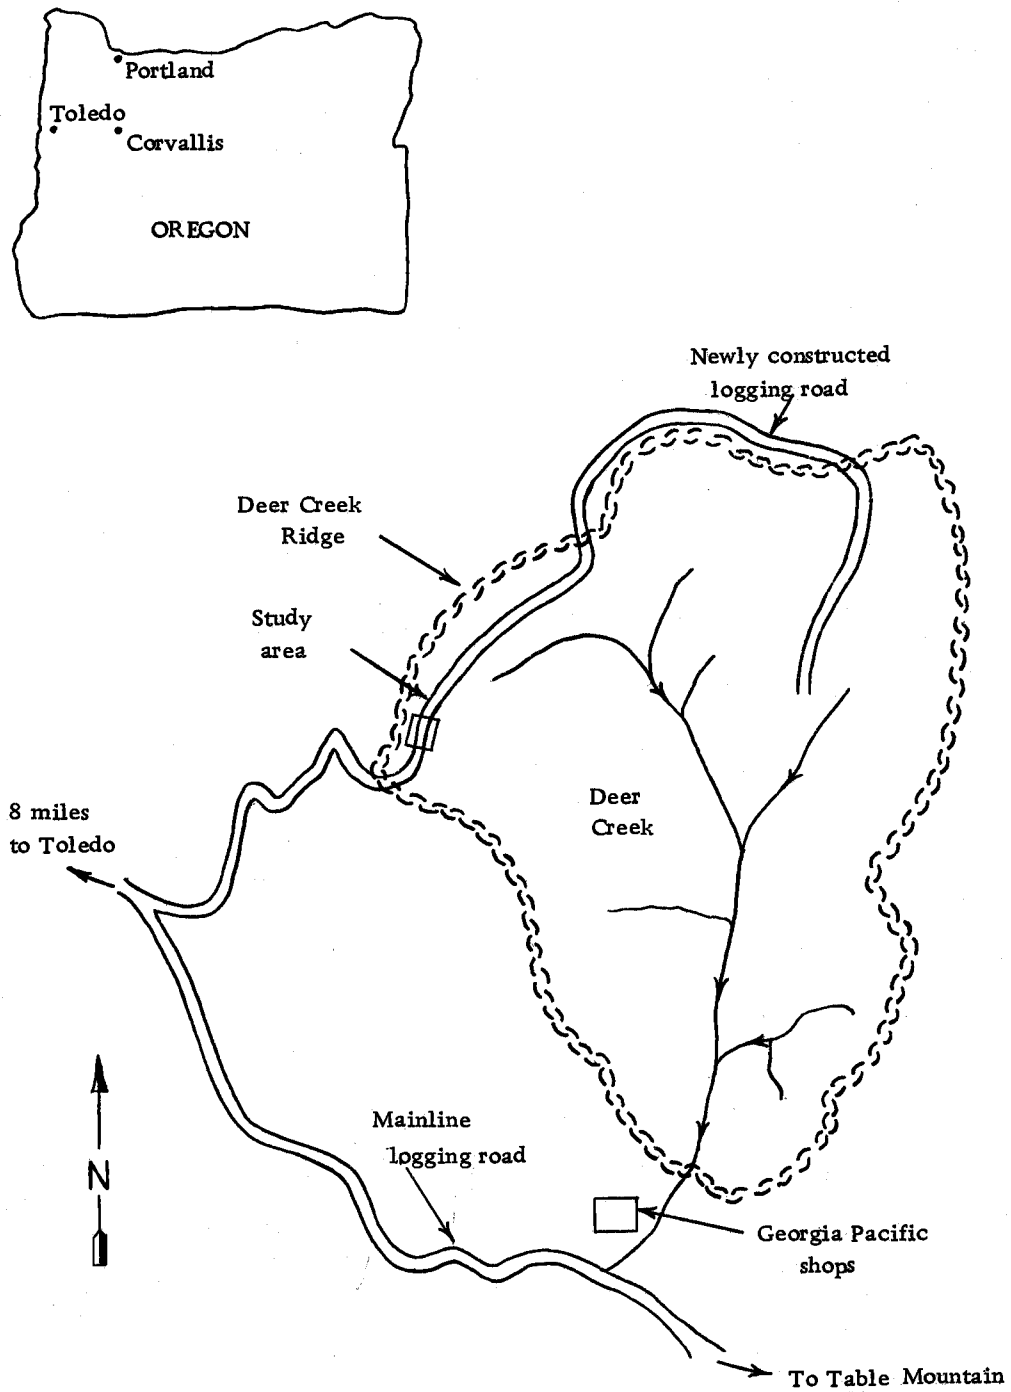 Portland
Toledo
Corvallis
OREGON
Newly constructed
logging road
Deer Creek
Ridge
Study
area
8 miles
to Toledo
Deer
Creek
Mainline
logging road
N
Georgia Pacific
shops
To Table Mountain